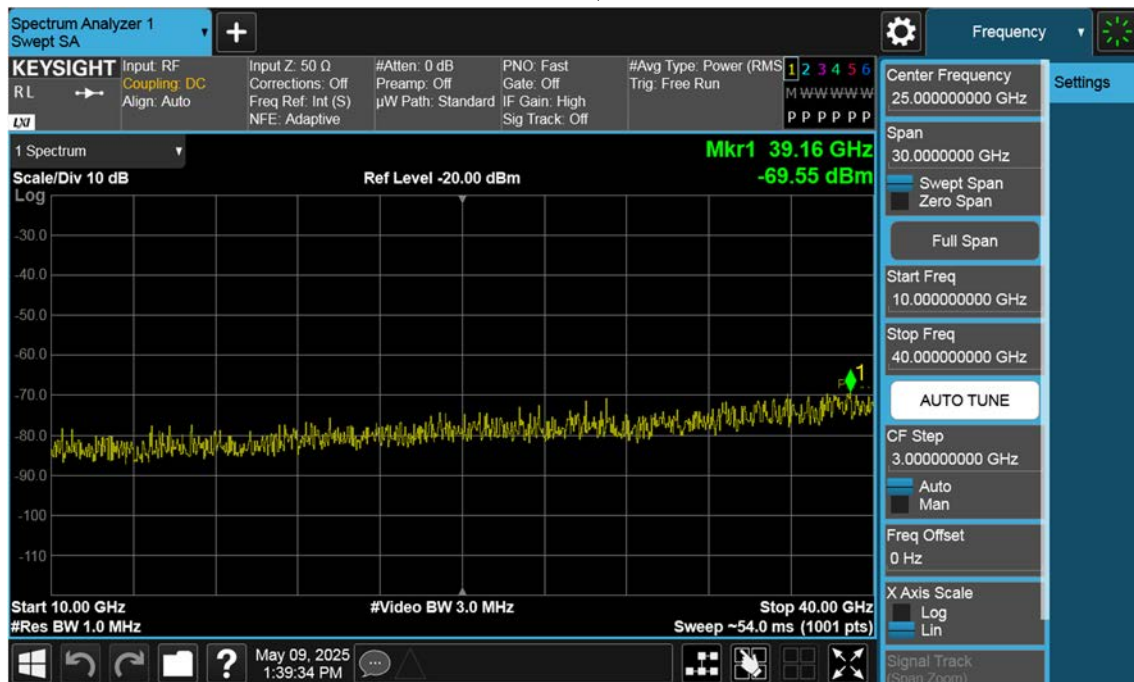 Spectrum Analyzer 1
Swept SA
+
Frequency
KEYSIGHT
RL
LXI
Input: RF
Coupling: DC
Align: Auto
Input Z: 50 Ω
Corrections: Off
Freq Ref: Int (S)
NFE: Adaptive
#Atten: 0 dB
Preamp: Off
µW Path: Standard
PNO: Fast
Gate: Off
IF Gain: High
Sig Track: Off
#Avg Type: Power (RMS
Trig: Free Run
1 2 3 4 5 6
M W W W W W
P P P P P P
1 Spectrum
Scale/Div 10 dB
Ref Level -20.00 dBm
Mkr1 39.16 GHz
-69.55 dBm
Log
-30.0
-40.0
-50.0
-60.0
-70.0
-80.0
-90.0
-100
-110
1
Start 10.00 GHz
#Video BW 3.0 MHz
Stop 40.00 GHz
#Res BW 1.0 MHz
Sweep ~54.0 ms (1001 pts)
?
May 09, 2025
1:39:34 PM
Center Frequency
25.000000000 GHz
Span
30.0000000 GHz
Swept Span
Zero Span
Full Span
Start Freq
10.000000000 GHz
Stop Freq
40.000000000 GHz
AUTO TUNE
CF Step
3.000000000 GHz
Auto
Man
Freq Offset
0 Hz
X Axis Scale
Log
Lin
Signal Track
(Span Zoom)
Settings